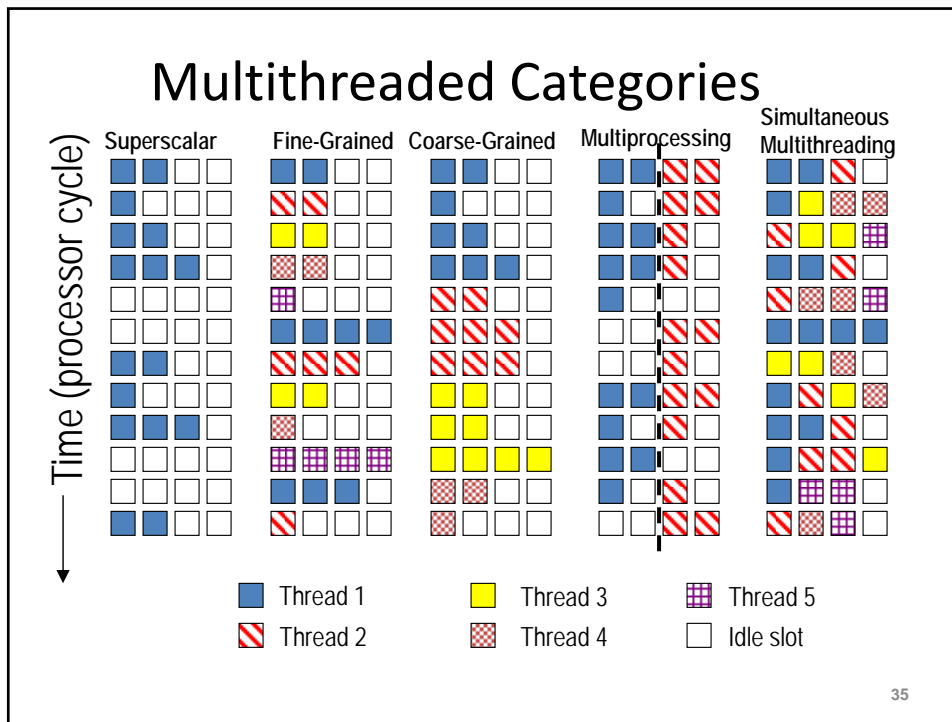 Multithreaded Categories
Superscalar
Fine-Grained
Coarse-Grained
Multiprocessing
Simultaneous
Multithreading
Time (processor cycle)
Thread 1
Thread 3
Thread 5
Thread 2
Thread 4
Idle slot
35